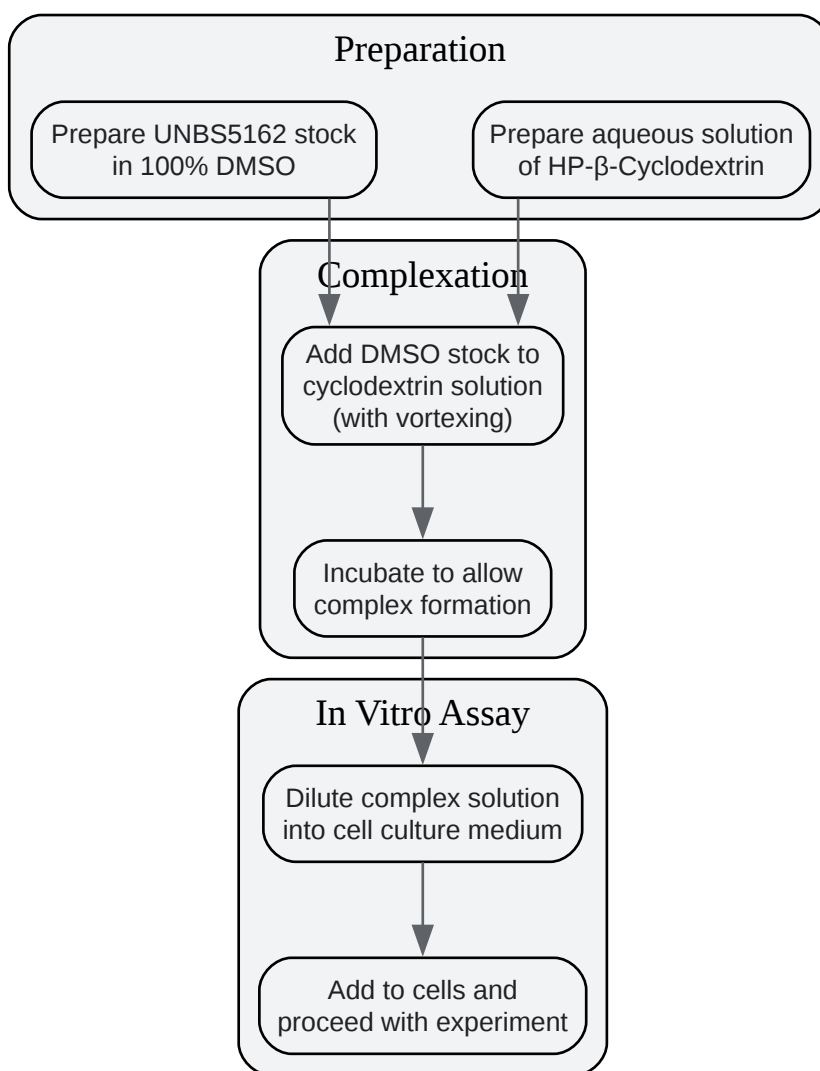 Preparation
Prepare UNBS5162 stock
in 100% DMSO
Prepare aqueous solution
of HP-β-Cyclodextrin
Complexation
Add DMSO stock to
cyclodextrin solution
(with vortexing)
Incubate to allow
complex formation
In Vitro Assay
Dilute complex solution
into cell culture medium
Add to cells and
proceed with experiment